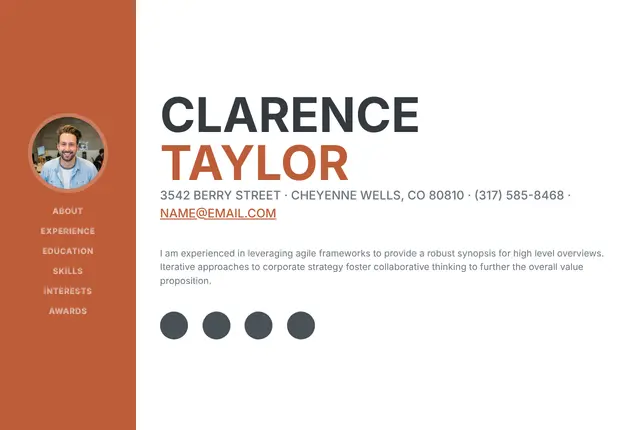 ABOUT
EXPERIENCE
EDUCATION
SKILLS
INTERESTS
AWARDS
CLARENCE
TAYLOR
3542 BERRY STREET · CHEYENNE WELLS, CO 80810 · (317) 585-8468 ·
NAME@EMAIL.COM
I am experienced in leveraging agile frameworks to provide a robust synopsis for high level overviews.
Iterative approaches to corporate strategy foster collaborative thinking to further the overall value
proposition.